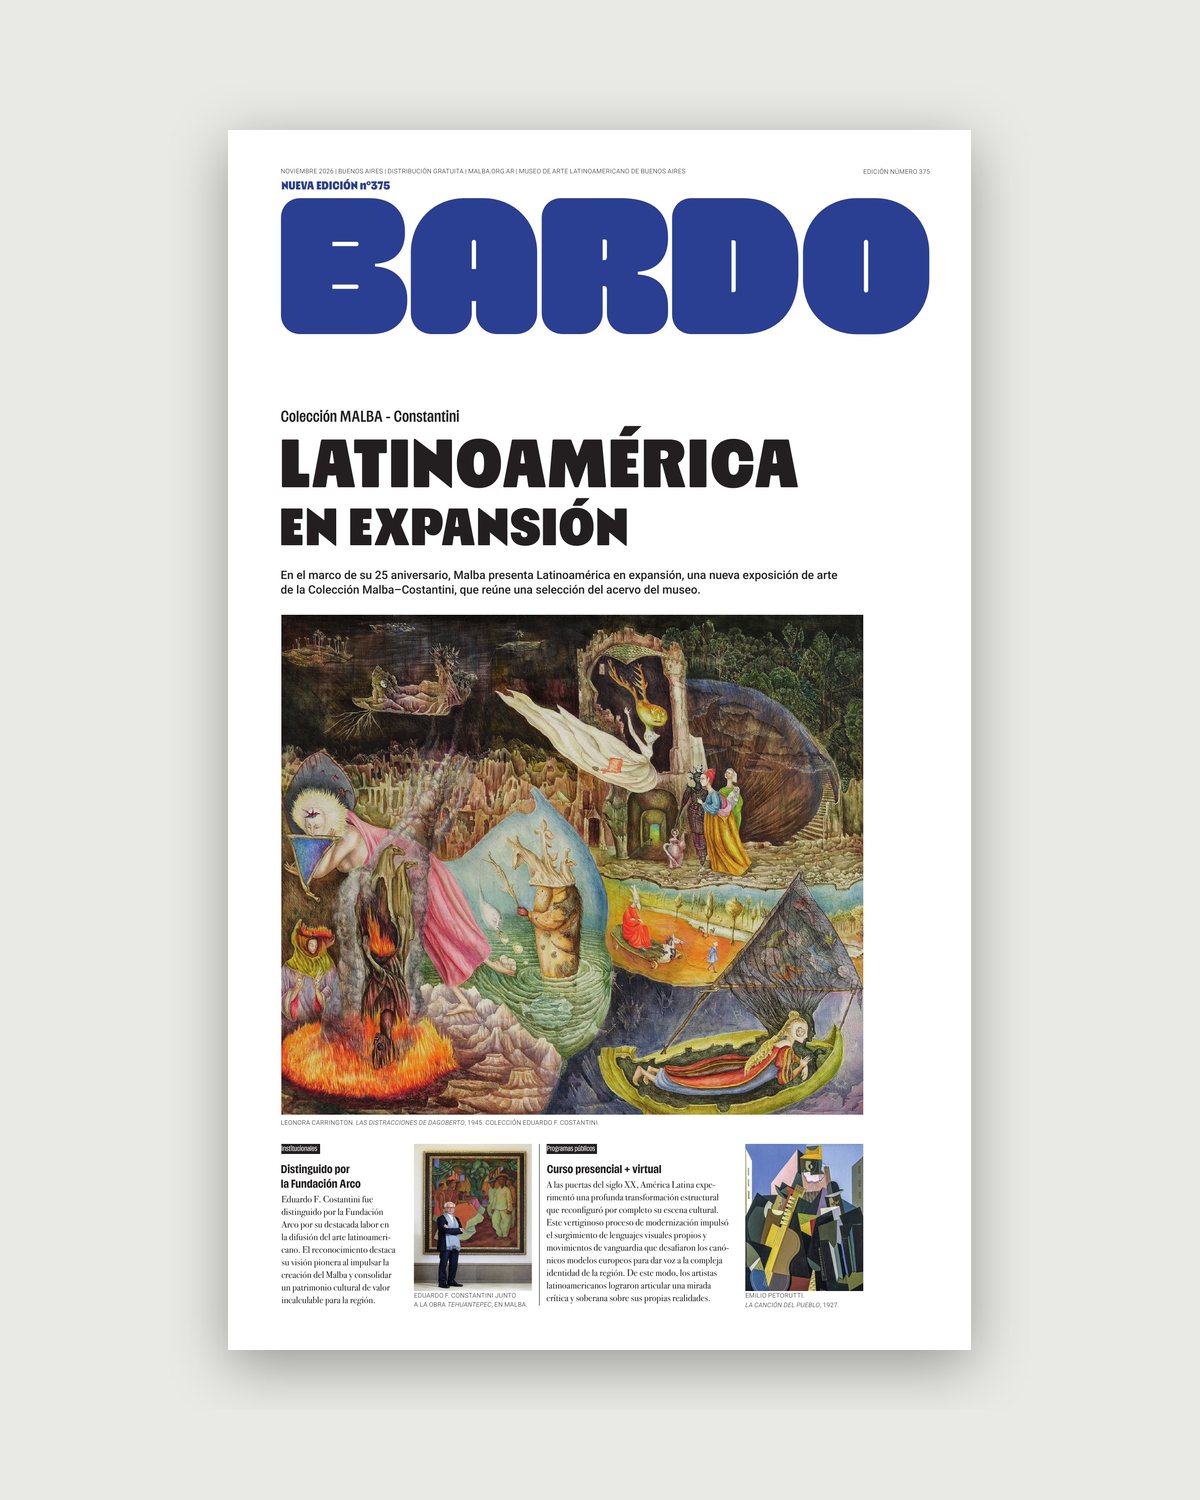 NOVIEMBRE 2026 | BUENOS AIRES | DISTRIBUCIÓN GRATUITA | MALBA.ORG.AR | MUSEO DE ARTE LATINOAMERICANO DE BUENOS AIRES
EDICIÓN NÚMERO 375
NUEVA EDICIÓN nº375
BARDO
Colección MALBA - Constantini
LATINOAMÉRICA
EN EXPANSIÓN
En el marco de su 25 aniversario, Malba presenta Latinoamérica en expansión, una nueva exposición de arte
de la Colección Malba–Costantini, que reúne una selección del acervo del museo.
LEONORA CARRINGTON. LAS DISTRACCIONES DE DAGOBERTO, 1945. COLECCIÓN EDUARDO F. COSTANTINI.
Institucionales
Distinguido por
la Fundación Arco
Eduardo F. Costantini fue
distinguido por la Fundación
Arco por su destacada labor en
la difusión del arte latinoameri-
cano. El reconocimiento destaca
su visión pionera al impulsar la
creación del Malba y consolidar
un patrimonio cultural de valor
incalculable para la región.
EDUARDO F. CONSTANTINI JUNTO
A LA OBRA TEHUANTEPEC, EN MALBA.
Programas públicos
Curso presencial + virtual
A las puertas del siglo XX, América Latina expe-
rimentó una profunda transformación estructural
que reconfiguró por completo su escena cultural.
Este vertiginoso proceso de modernización impulsó
el surgimiento de lenguajes visuales propios y
movimientos de vanguardia que desafiaron los canó-
nicos modelos europeos para dar voz a la compleja
identidad de la región. De este modo, los artistas
latinoamericanos lograron articular una mirada
crítica y soberana sobre sus propias realidades.
EMILIO PETORUTTI.
LA CANCIÓN DEL PUEBLO, 1927.